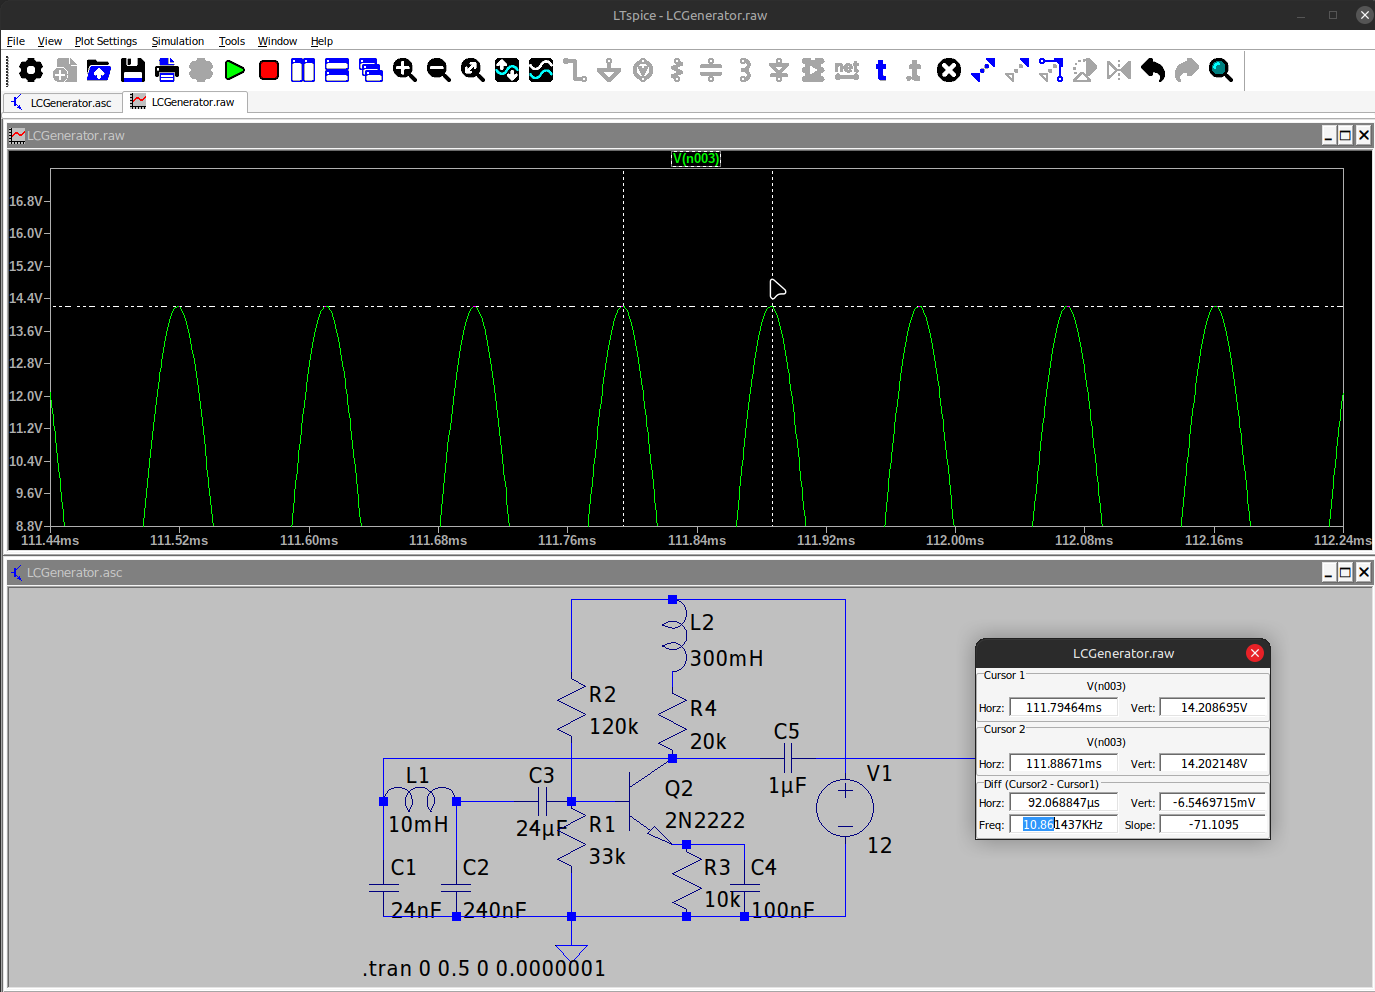 LTspice - LCGenerator.raw
File View Plot Settings Simulation Tools Window Help
net t t
LCGenerator.asc LCGenerator.raw
LCGenerator.raw
V(n003)
16.8V
16.0V
15.2V
14.4V
13.6V
12.8V
12.0V
11.2V
10.4V
9.6V
8.8V
111.44ms 111.52ms 111.60ms 111.68ms 111.76ms 111.84ms 111.92ms 112.00ms 112.08ms 112.16ms 112.24ms
LCGenerator.asc
L2
300mH
R2
120k
R4
20k
C5
1µF
V1
12
L1
10mH
C3
24µF
Q2
2N2222
R1
33k
C1
24nF
C2
240nF
R3
10k
C4
100nF
.tran 0 0.5 0 0.0000001
LCGenerator.raw
Cursor 1
V(n003)
Horz: 111.79464ms Vert: 14.208695V
Cursor 2
V(n003)
Horz: 111.88671ms Vert: 14.202148V
Diff (Cursor2 - Cursor1)
Horz: 92.068847µs Vert: -6.5469715mV
Freq: 10.861437KHz Slope: -71.1095